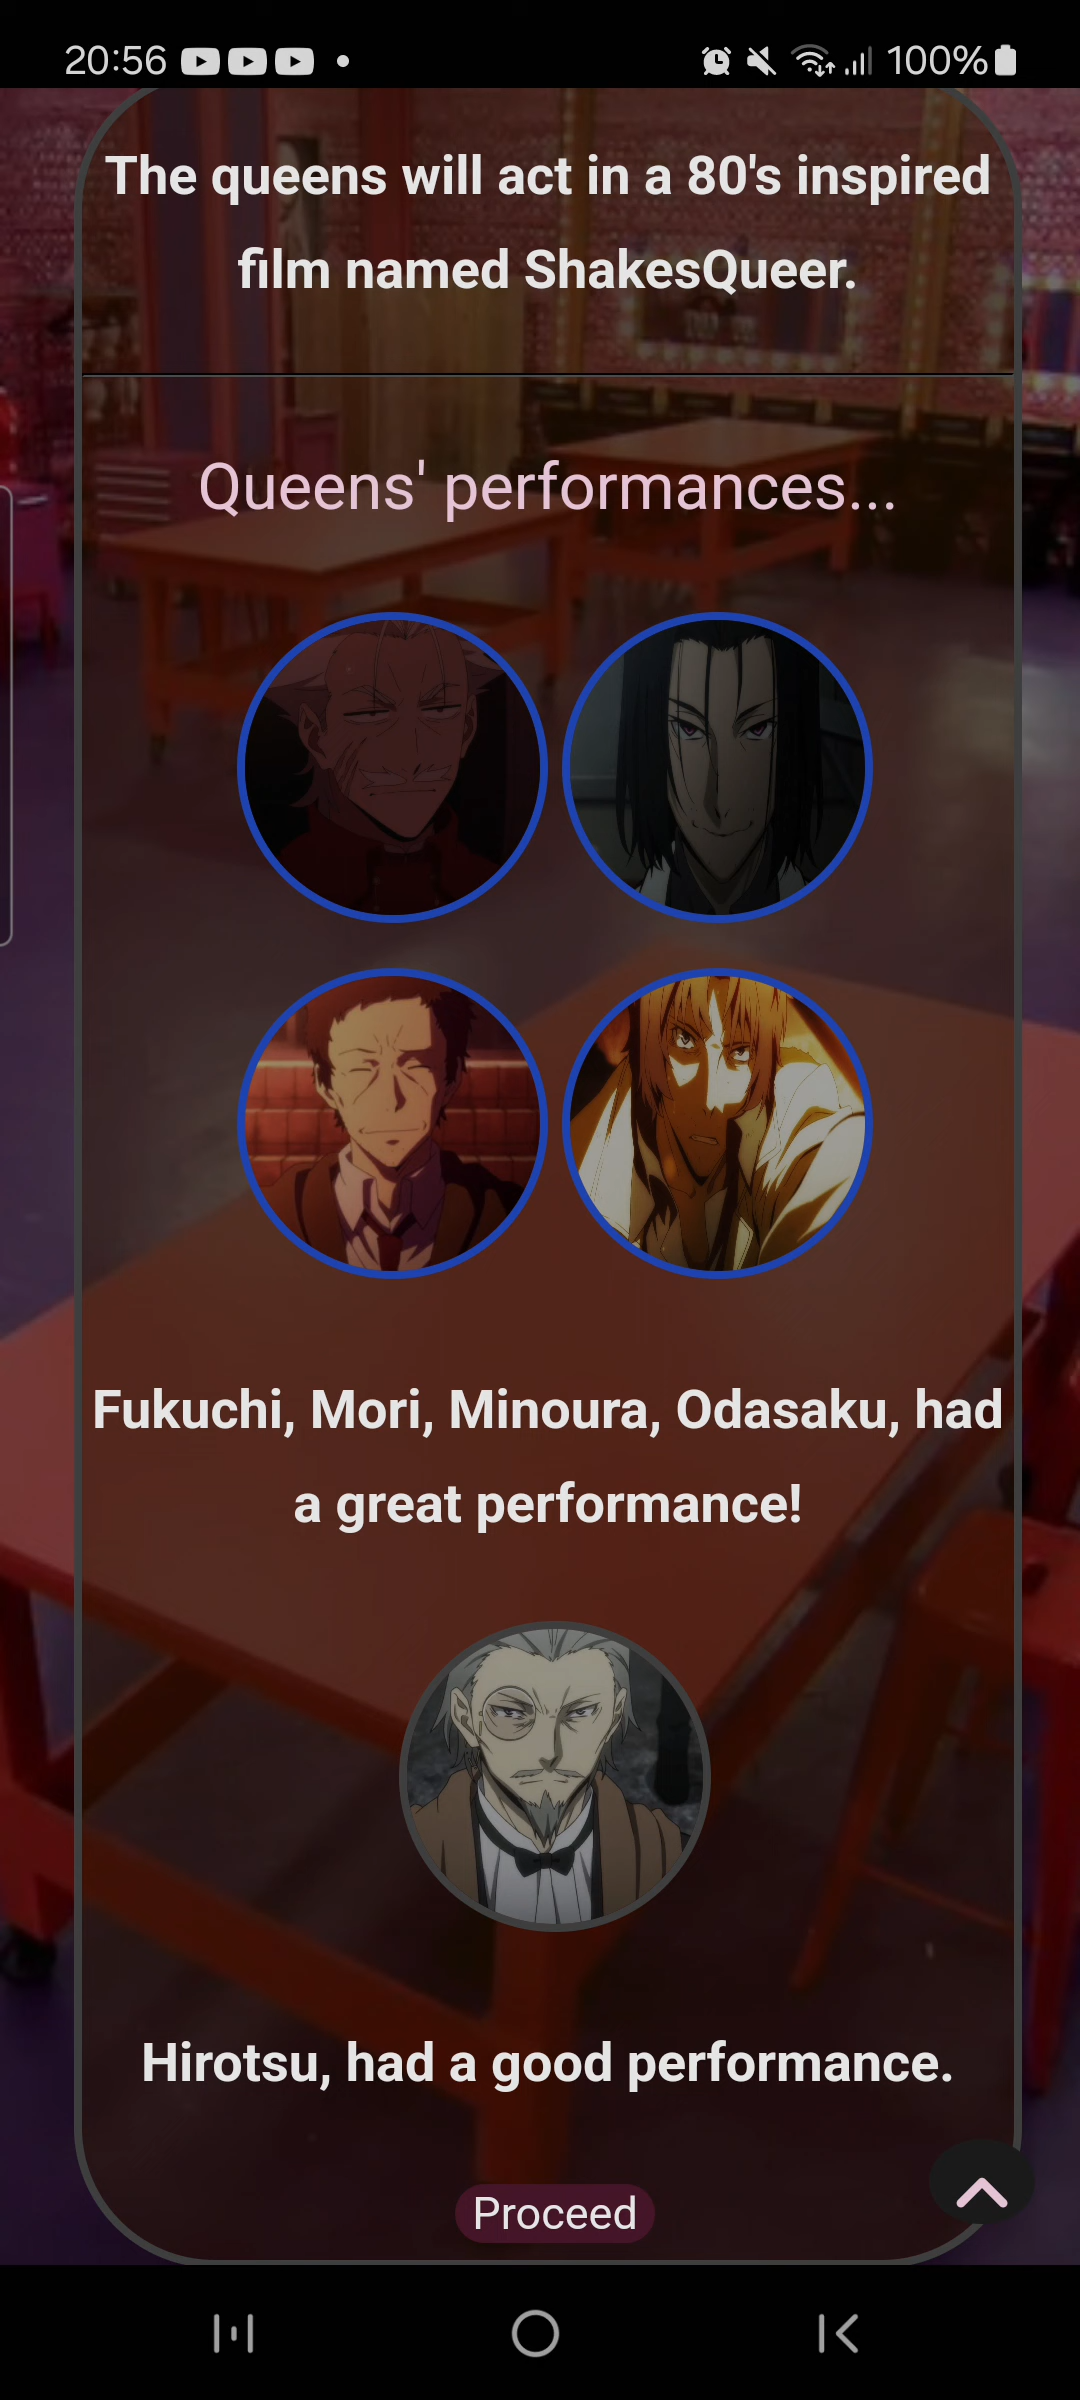 20:56
100%
The queens will act in a 80's inspired
film named ShakesQueer.
Queens' performances...
Fukuchi, Mori, Minoura, Odasaku, had
a great performance!
Hirotsu, had a good performance.
Proceed